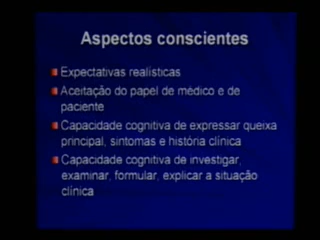 Aspectos conscientes
Expectativas realísticas
Aceitação do papel de médico e de
paciente
Capacidade cognitiva de expressar queixa
principal, sintomas e história clínica
Capacidade cognitiva de investigar,
examinar, formular, explicar a situação
clínica